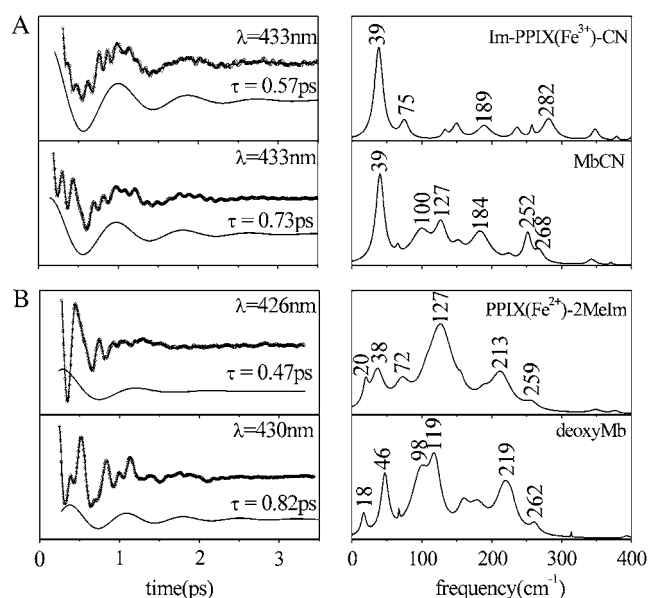 A
λ=433nm
τ = 0.57ps
Im-PPIX(Fe³⁺)-CN
39
75
189
282
λ=433nm
τ = 0.73ps
MbCN
39
100
127
184
252
268
B
λ=426nm
τ = 0.47ps
PPIX(Fe²⁺)-2MeIm
20
38
72
127
213
259
λ=430nm
τ = 0.82ps
deoxyMb
18
46
98
119
219
262
0 1 2 3
time(ps)
0 100 200 300 400
frequency(cm⁻¹)